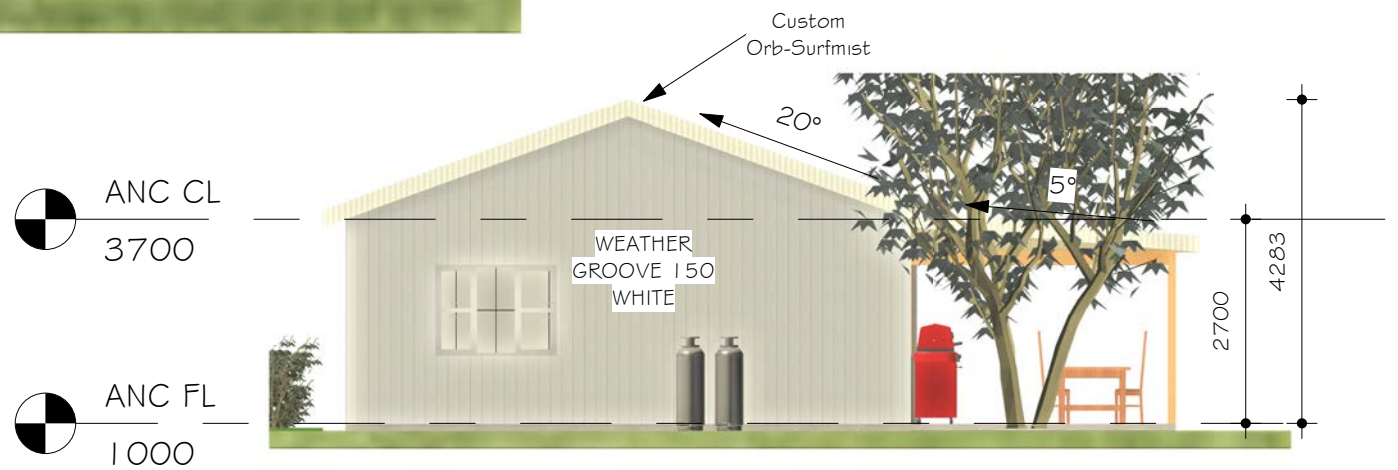 Custom
Orb-Surfmist
20°
5°
ANC CL
3700
WEATHER
GROOVE 150
WHITE
4283
2700
ANC FL
1000